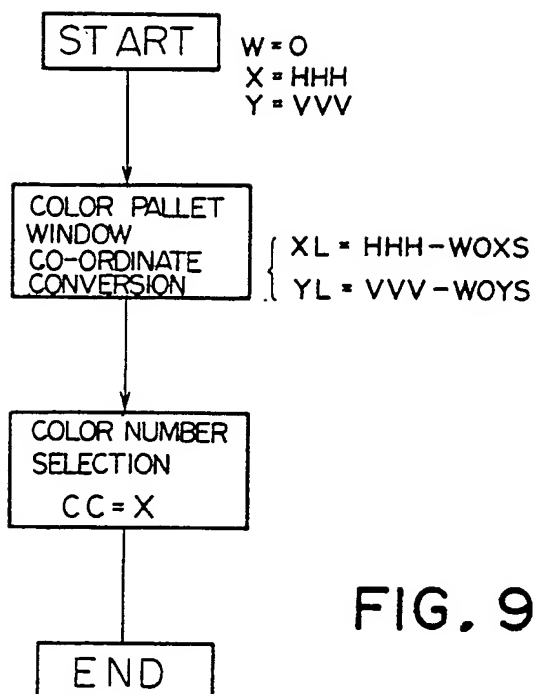 START
W = 0
X = HHH
Y = VVV
COLOR PALLET
WINDOW
CO-ORDINATE
CONVERSION
XL = HHH-WOXS
YL = VVV-WOYS
COLOR NUMBER
SELECTION
CC = X
FIG. 9
END